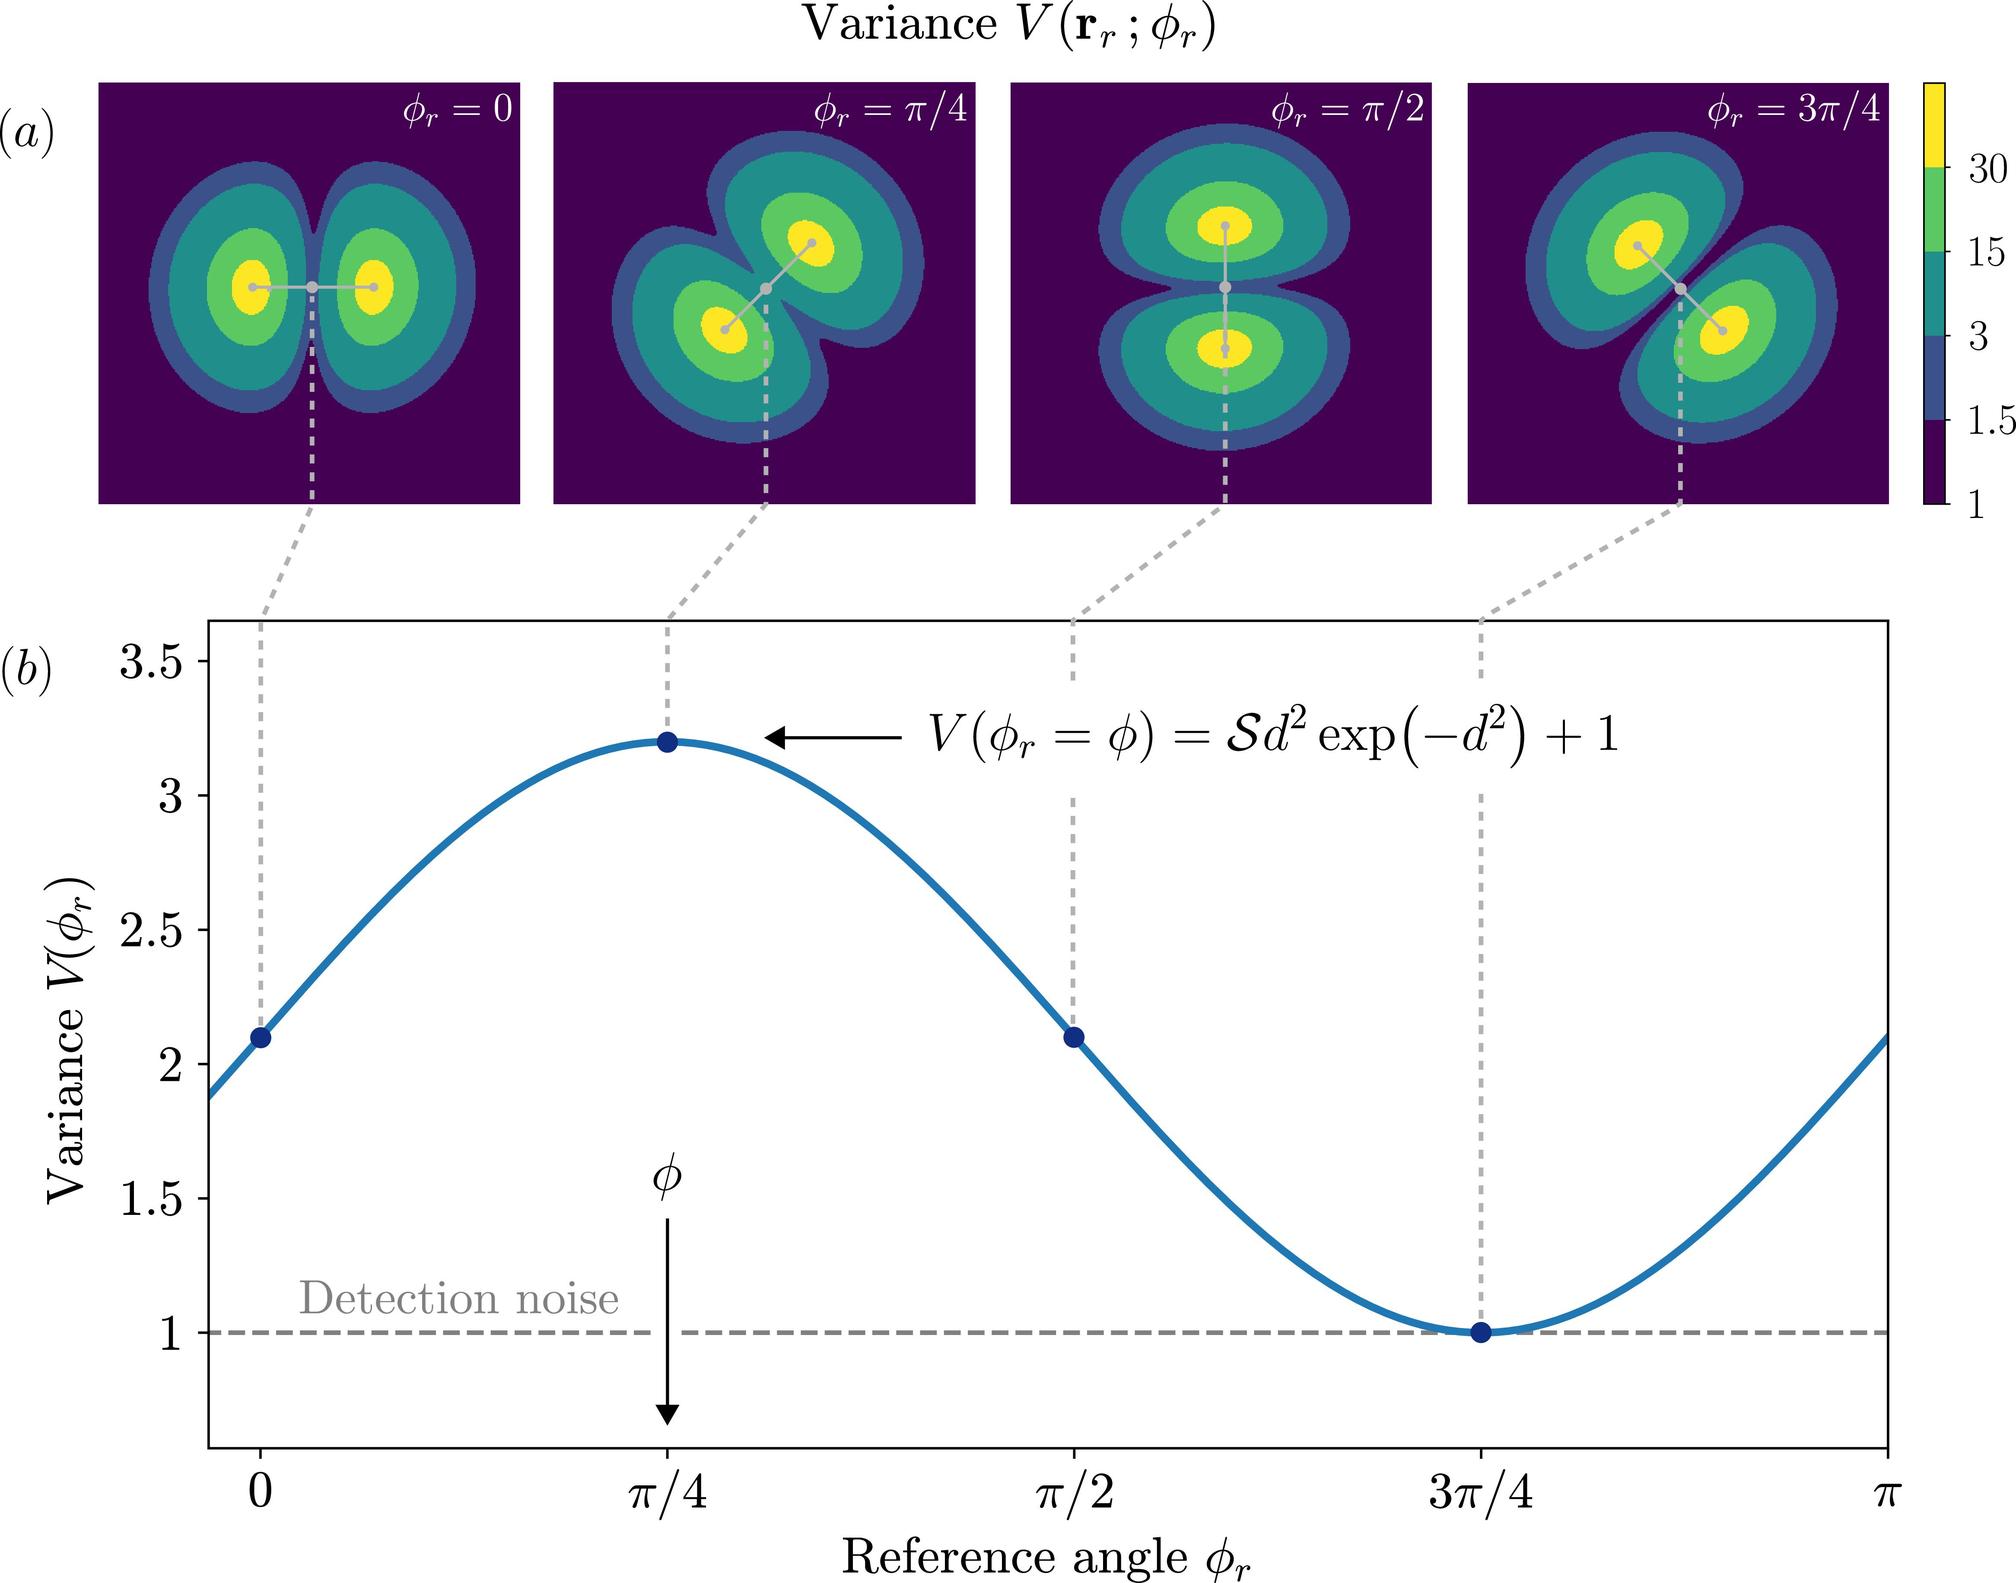 Variance V(r_r ; ϕ_r)
(a)
ϕ_r = 0
ϕ_r = π/4
ϕ_r = π/2
ϕ_r = 3π/4
30
15
3
1.5
1
(b)
3.5
3
2.5
2
1.5
1
Variance V(ϕ_r)
V(ϕ_r = ϕ) = 𝒮d² exp(−d²) + 1
ϕ
Detection noise
0
π/4
π/2
3π/4
π
Reference angle ϕ_r